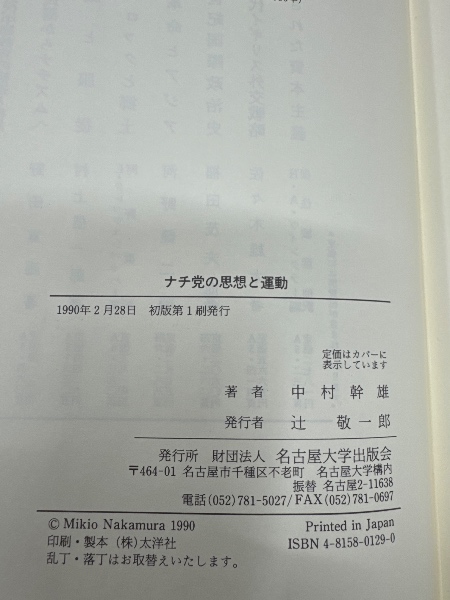 ナチ党の思想と運動
1990年2月28日 初版第1刷発行
定価はカバーに
表示しています
著者 中村幹雄
発行者 辻敬一郎
発行所 財団法人 名古屋大学出版会
〒464-01 名古屋市千種区不老町 名古屋大学構内
振替 名古屋2-11638
電話(052)781-5027/FAX(052)781-0697
© Mikio Nakamura 1990 Printed in Japan
印刷・製本 (株)太洋社 ISBN 4-8158-0129-0
乱丁・落丁はお取替えいたします。